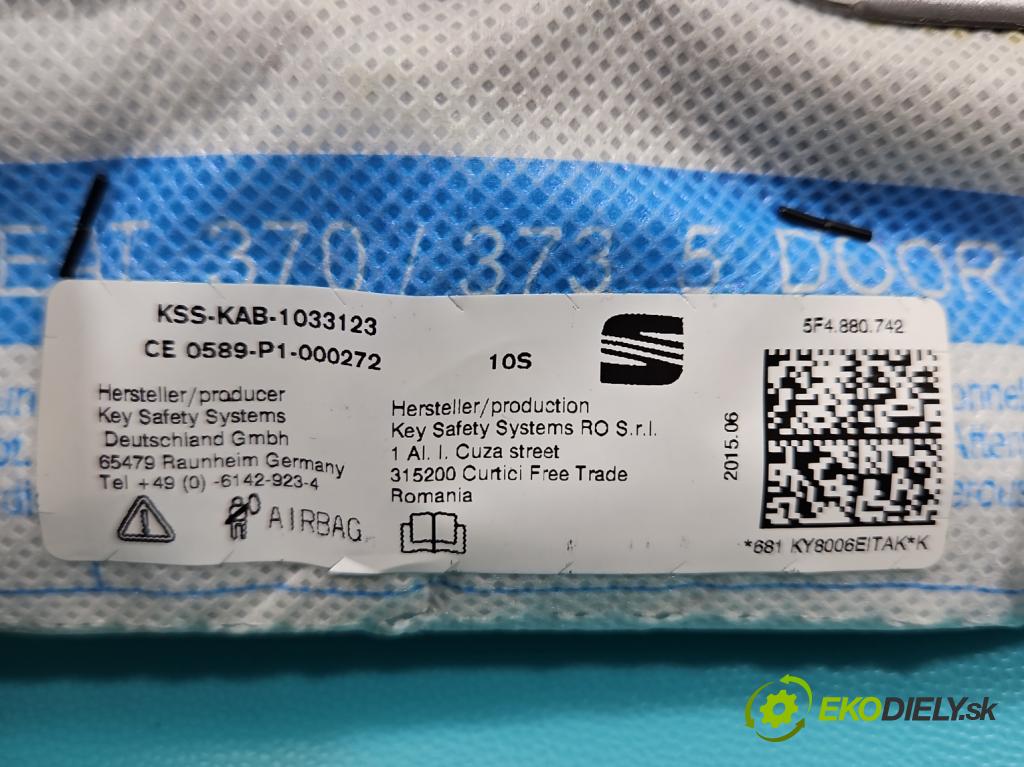 EAT 370 / 373 5 DOOR
KSS-KAB-1033123
CE 0589-P1-000272
10S
5F4.880.742
Hersteller/producer
Key Safety Systems
Deutschland Gmbh
65479 Raunheim Germany
Tel +49 (0) -6142-923-4
AIRBAG
Hersteller/production
Key Safety Systems RO S.r.l.
1 Al. I. Cuza street
315200 Curtici Free Trade
Romania
2015.06
*681 KY8006EITAK*K
EKODIELY.sk